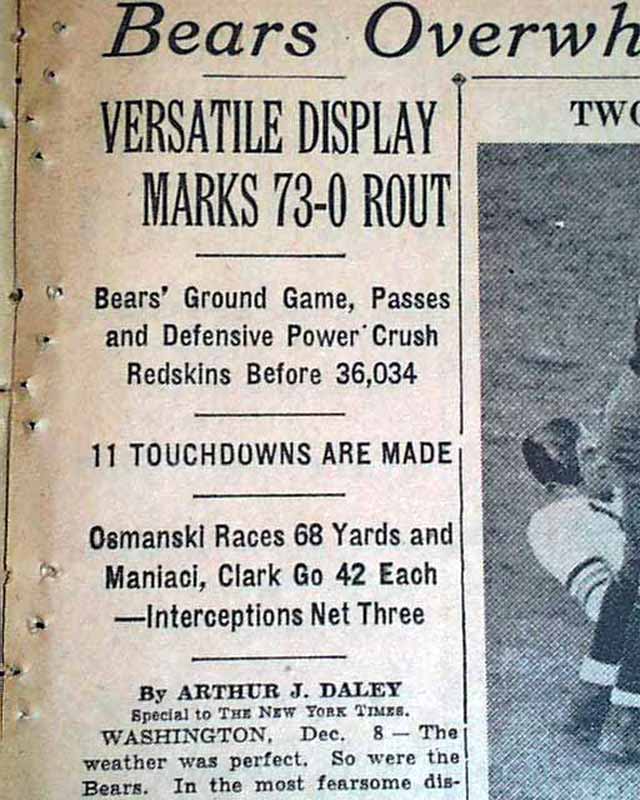 Bears Overwh
VERSATILE DISPLAY
MARKS 73-0 ROUT
TWO
Bears' Ground Game, Passes
and Defensive Power Crush
Redskins Before 36,034
11 TOUCHDOWNS ARE MADE
Osmanski Races 68 Yards and
Maniaci, Clark Go 42 Each
—Interceptions Net Three
By ARTHUR J. DALEY
Special to THE NEW YORK TIMES.
WASHINGTON, Dec. 8 — The
weather was perfect. So were the
Bears. In the most fearsome dis-